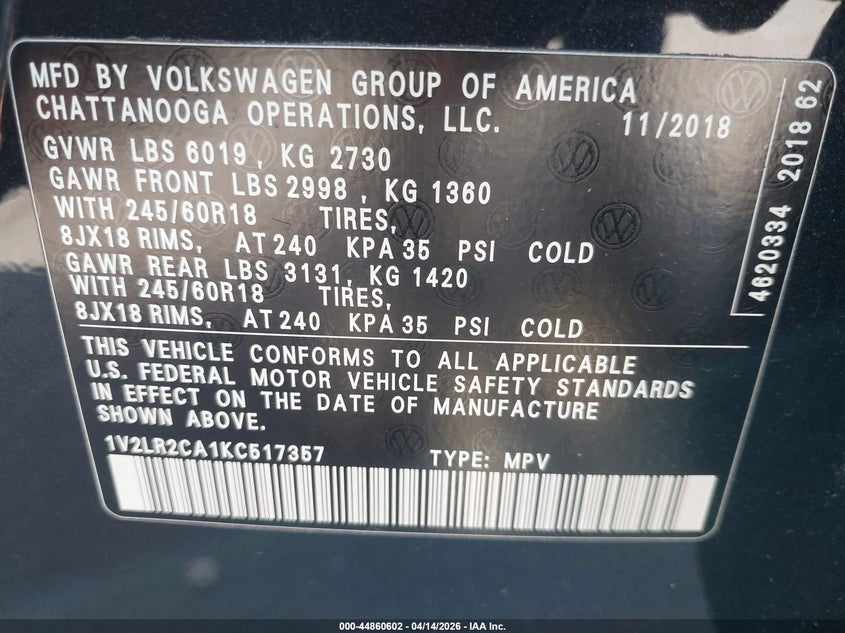 MFD BY VOLKSWAGEN GROUP OF AMERICA
CHATTANOOGA OPERATIONS, LLC. 11/2018
GVWR LBS 6019, KG 2730
GAWR FRONT LBS 2998, KG 1360
WITH 245/60R18 TIRES,
8JX18 RIMS, AT 240 KPA 35 PSI COLD
GAWR REAR LBS 3131, KG 1420
WITH 245/60R18 TIRES,
8JX18 RIMS, AT 240 KPA 35 PSI COLD
THIS VEHICLE CONFORMS TO ALL APPLICABLE
U.S. FEDERAL MOTOR VEHICLE SAFETY STANDARDS
IN EFFECT ON THE DATE OF MANUFACTURE
SHOWN ABOVE.
1V2LR2CA1KC517357 TYPE: MPV
4620334 2018 62
000-44860602 - 04/14/2026 - IAA Inc.